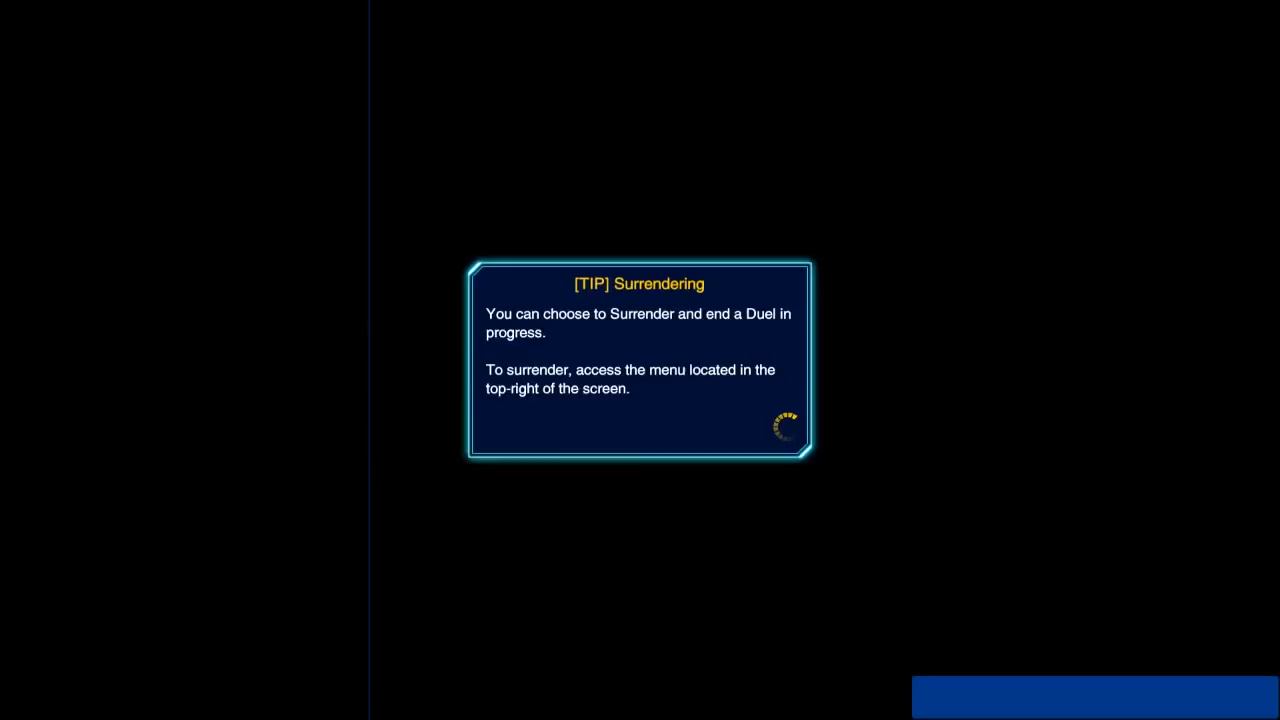 [TIP] Surrendering
You can choose to Surrender and end a Duel in
progress.
To surrender, access the menu located in the
top-right of the screen.